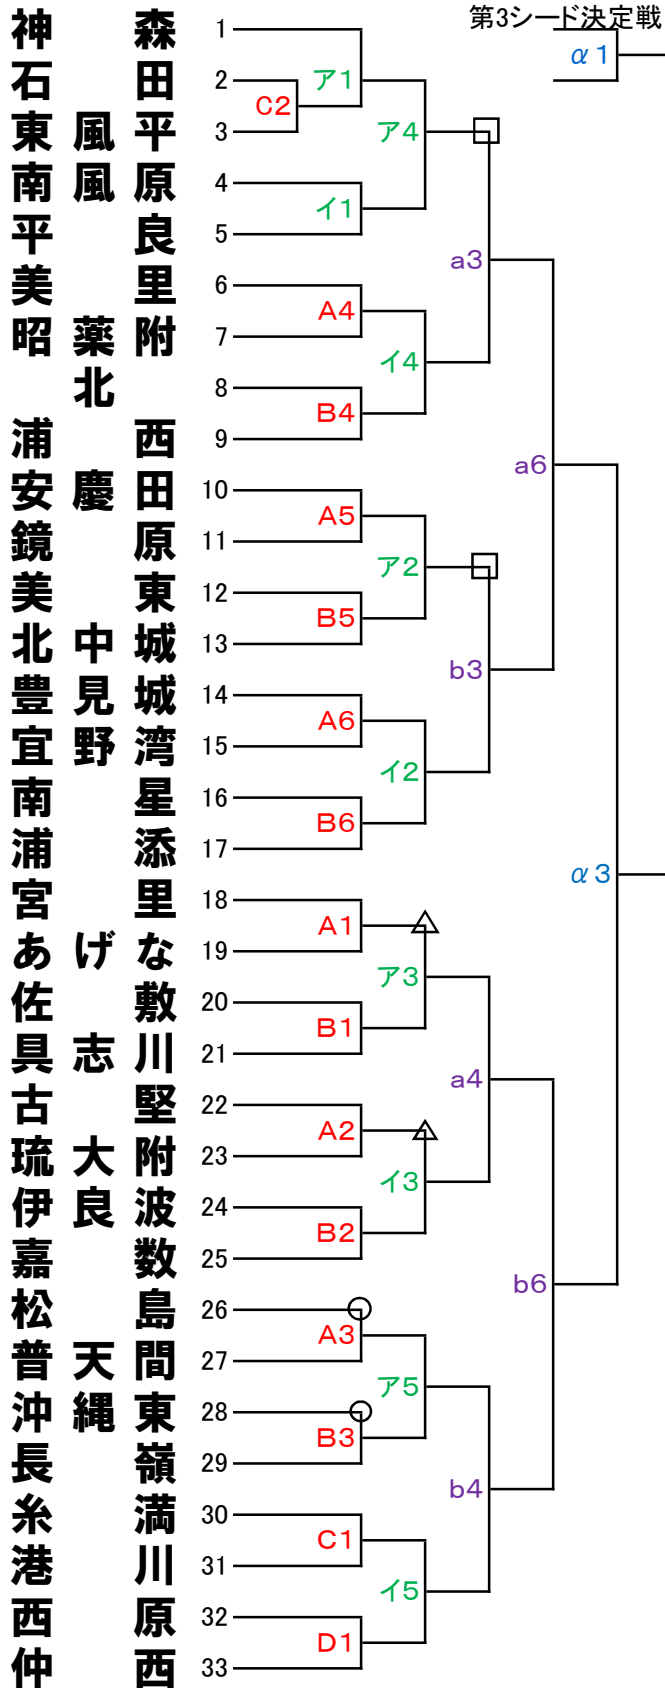 第3シード決定戦
α1
神森 1
石田 2
東風平 3
南風原 4
平良 5
美里 6
昭薬附 7
北 8
浦西 9
安慶田 10
鏡原 11
美東 12
北中城 13
豊見城 14
宜野湾 15
南星 16
浦添 17
宮里 18
あげな 19
佐敷 20
具志川 21
古堅 22
琉大附 23
伊良波 24
嘉数 25
松島 26
普天間 27
沖縄東 28
長嶺 29
糸満 30
港川 31
西原 32
仲西 33
C2
A4
B4
A5
B5
A6
B6
A1
B1
A2
B2
A3
B3
C1
D1
ア1
イ1
ア4
イ4
ア2
イ2
ア3
イ3
ア5
イ5
a3
b3
a4
b4
a6
b6
α3